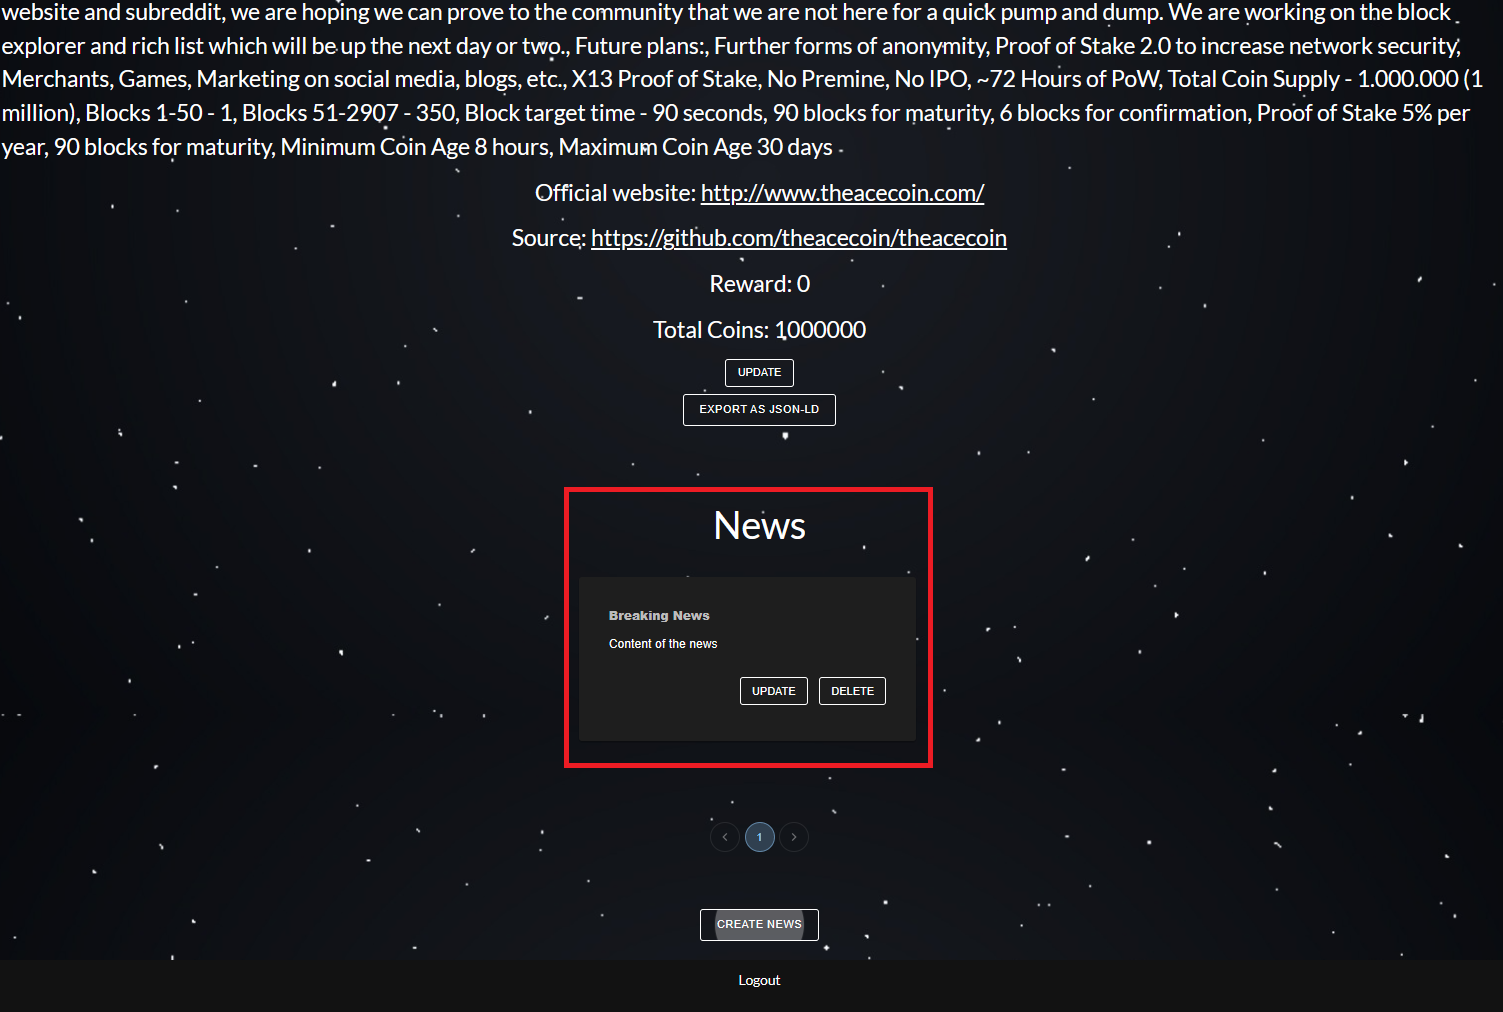 website and subreddit, we are hoping we can prove to the community that we are not here for a quick pump and dump. We are working on the block
explorer and rich list which will be up the next day or two., Future plans:, Further forms of anonymity, Proof of Stake 2.0 to increase network security,
Merchants, Games, Marketing on social media, blogs, etc., X13 Proof of Stake, No Premine, No IPO, ~72 Hours of PoW, Total Coin Supply - 1.000.000 (1
million), Blocks 1-50 - 1, Blocks 51-2907 - 350, Block target time - 90 seconds, 90 blocks for maturity, 6 blocks for confirmation, Proof of Stake 5% per
year, 90 blocks for maturity, Minimum Coin Age 8 hours, Maximum Coin Age 30 days
Official website: http://www.theacecoin.com/
Source: https://github.com/theacecoin/theacecoin
Reward: 0
Total Coins: 1000000
UPDATE
EXPORT AS JSON-LD
News
Breaking News
Content of the news
UPDATE DELETE
< 1 >
CREATE NEWS
Logout